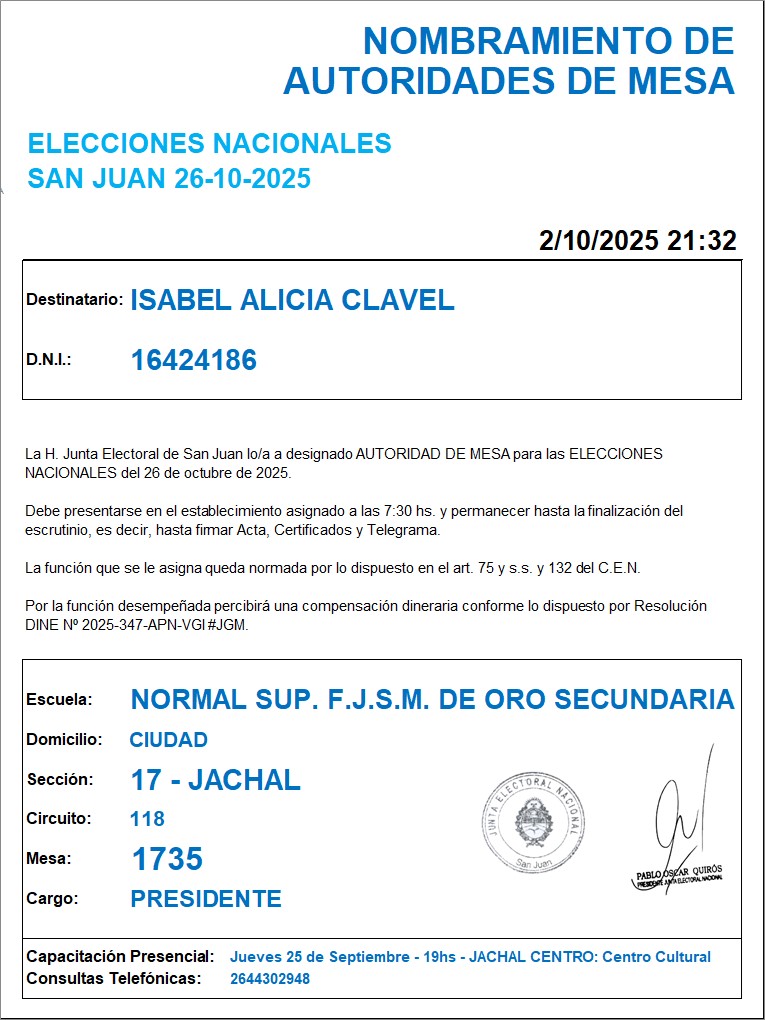 NOMBRAMIENTO DE
AUTORIDADES DE MESA
ELECCIONES NACIONALES
SAN JUAN 26-10-2025
2/10/2025 21:32
Destinatario: ISABEL ALICIA CLAVEL
D.N.I.: 16424186
La H. Junta Electoral de San Juan lo/a a designado AUTORIDAD DE MESA para las ELECCIONES
NACIONALES del 26 de octubre de 2025.
Debe presentarse en el establecimiento asignado a las 7:30 hs. y permanecer hasta la finalización del
escrutinio, es decir, hasta firmar Acta, Certificados y Telegrama.
La función que se le asigna queda normada por lo dispuesto en el art. 75 y s.s. y 132 del C.E.N.
Por la función desempeñada percibirá una compensación dineraria conforme lo dispuesto por Resolución
DINE Nº 2025-347-APN-VGI#JGM.
Escuela: NORMAL SUP. F.J.S.M. DE ORO SECUNDARIA
Domicilio: CIUDAD
Sección: 17 - JACHAL
Circuito: 118
Mesa: 1735
Cargo: PRESIDENTE
JUNTA ELECTORAL NACIONAL
San Juan
PABLO OSCAR QUIRÓS
PRESIDENTE JUNTA ELECTORAL NACIONAL
Capacitación Presencial: Jueves 25 de Septiembre - 19hs - JACHAL CENTRO: Centro Cultural
Consultas Telefónicas: 2644302948